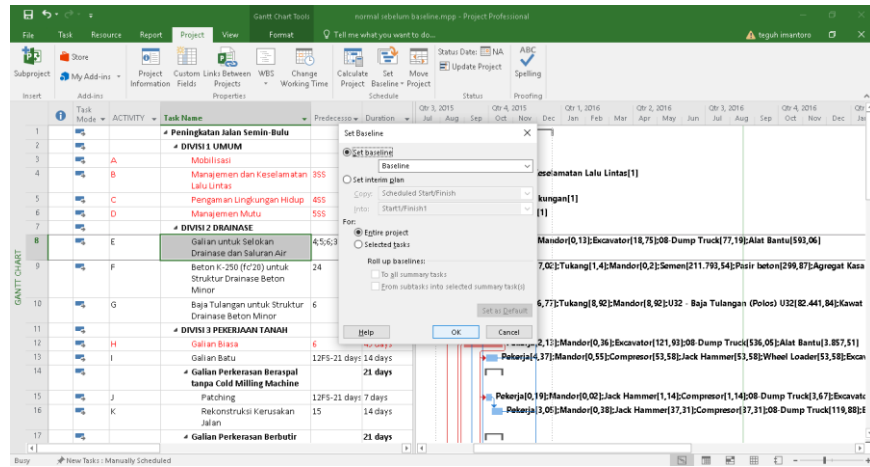 Gantt Chart Tools
normal sebelum baseline.mpp - Project Professional
File Task Resource Report Project View Format Tell me what you want to do... teguh imantoro
Subproject
Store
My Add-ins
Project Information
Custom Fields
Links Between Projects
WBS
Change Working Time
Calculate Project
Set Baseline
Move Project
Status Date: NA
Update Project
ABC
Spelling
Insert Add-ins Properties Schedule Status Proofing
Task Mode ACTIVITY Task Name Predecesso Duration
Qtr 3, 2015 Qtr 4, 2015 Qtr 1, 2016 Qtr 2, 2016 Qtr 3, 2016 Qtr 4, 2016 Qtr
Jul Aug Sep Oct Nov Dec Jan Feb Mar Apr May Jun Jul Aug Sep Oct Nov Dec
1 Peningkatan Jalan Semin-Bulu
2 DIVISI 1 UMUM
3 A Mobilisasi
4 B Manajemen dan Keselamatan Lalu Lintas 3SS
eselamatan Lalu Lintas[1]
5 C Pengaman Lingkungan Hidup 4SS
kungan[1]
6 D Manajemen Mutu 5SS
[1]
7 DIVISI 2 DRAINASE
8 E Galian untuk Selokan Drainase dan Saluran Air 4;5;6;3
Mandor[0,13];Excavator[18,75];08-Dump Truck[77,19];Alat Bantu[593,06]
9 F Beton K-250 (fc'20) untuk Struktur Drainase Beton Minor 24
7,02];Tukang[1,4];Mandor[0,2];Semen[211.793,54];Pasir beton[299,87];Agregat Kasa
10 G Baja Tulangan untuk Struktur Drainase Beton Minor 6
6,77];Tukang[8,92];Mandor[8,92];U32 - Baja Tulangan (Polos) U32[82.441,84];Kawat
11 DIVISI 3 PEKERJAAN TANAH
12 H Galian Biasa 6
2,13];Mandor[0,36];Excavator[121,93];08-Dump Truck[536,05];Alat Bantu[3.857,51]
13 I Galian Batu 12FS-21 days 14 days
Pekerja[4,37];Mandor[0,55];Compresor[53,58];Jack Hammer[53,58];Wheel Loader[53,58];Excav
14 Galian Perkerasan Beraspal tanpa Cold Milling Machine 21 days
15 J Patching 12FS-21 days 7 days
Pekerja[0,19];Mandor[0,02];Jack Hammer[1,14];Compresor[1,14];08-Dump Truck[3,67];Excavato
16 K Rekonstruksi Kerusakan Jalan 15 14 days
Pekerja[3,05];Mandor[0,38];Jack Hammer[37,31];Compresor[37,31];08-Dump Truck[119,88];E
17 Galian Perkerasan Berbutir 21 days
GANTT CHART
Set Baseline
Set baseline
Baseline
Set interim plan
Copy: Scheduled Start/Finish
Into: Start1/Finish1
For:
Entire project
Selected tasks
Roll up baselines:
To all summary tasks
From subtasks into selected summary task(s)
Set as Default
Help OK Cancel
Busy New Tasks : Manually Scheduled